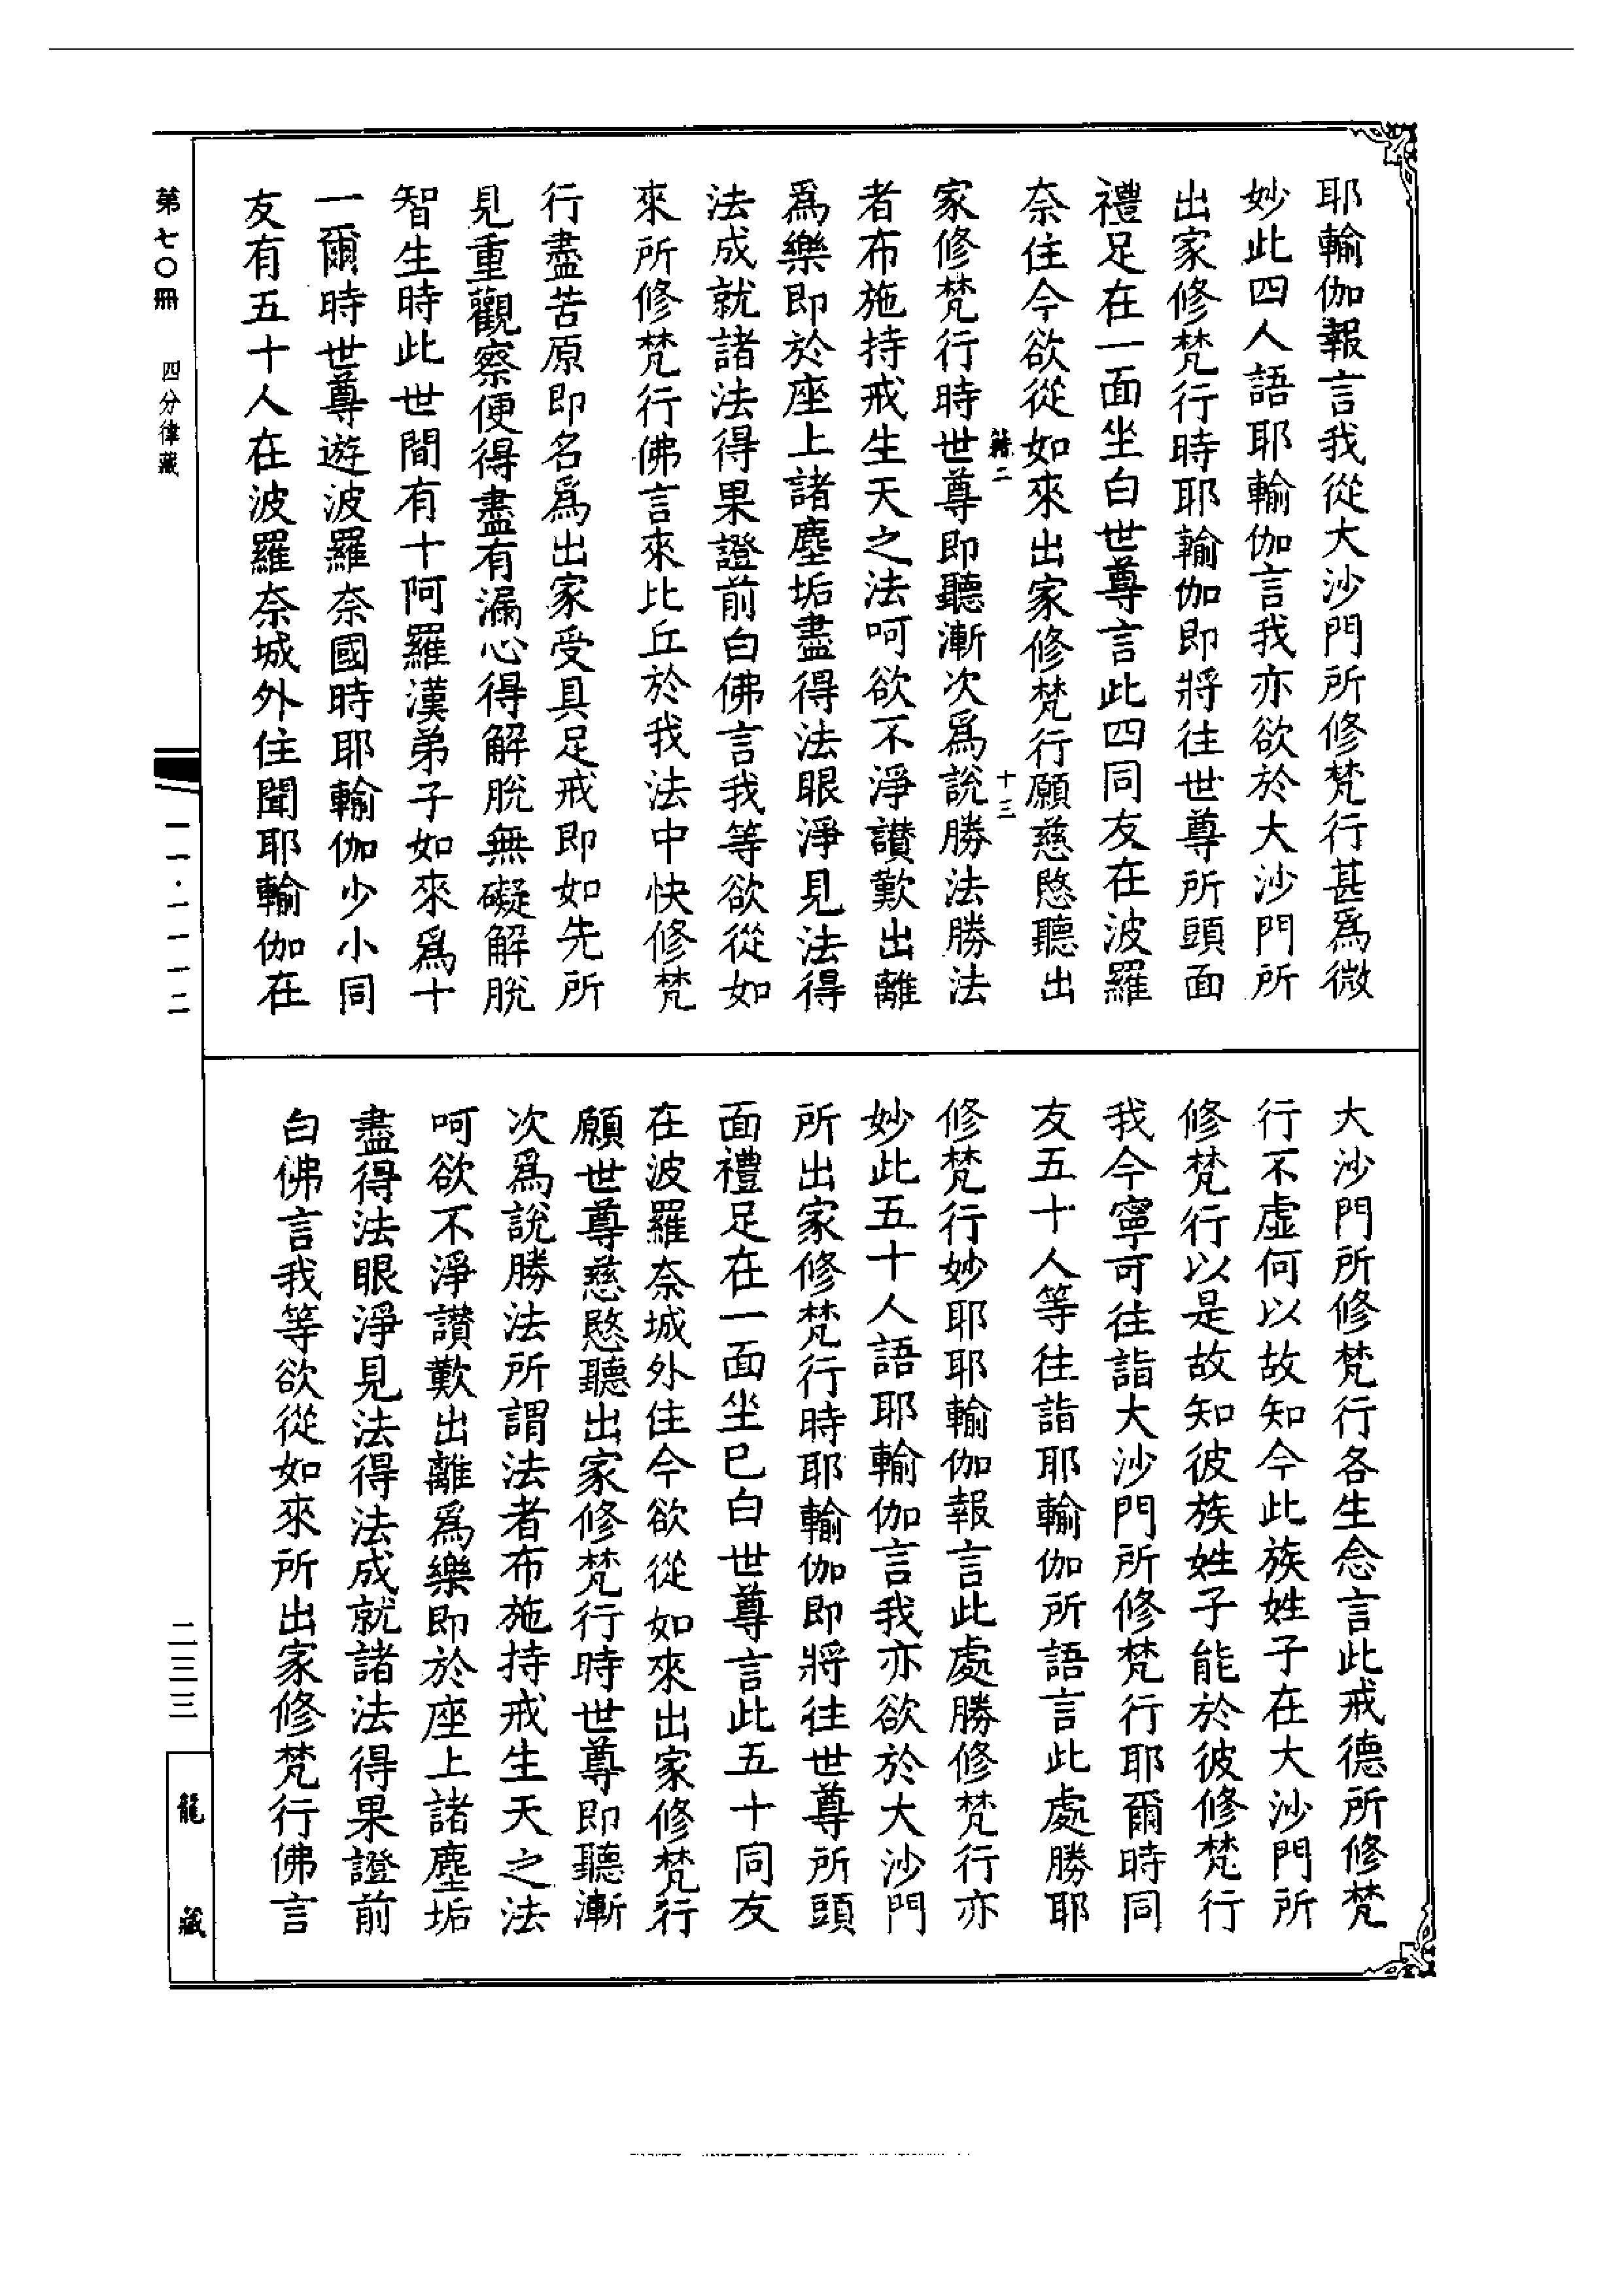 耶輸伽報言我從大沙門所修梵行甚爲微
妙此四人語耶輸伽言我亦欲於大沙門所
出家修梵行時耶輸伽即將往世尊所頭面
禮足在一面坐白世尊言此四同友在波羅
奈住今欲從如來出家修梵行願慈愍聽出
籍二
十三
家修梵行時世尊即聽漸次爲說勝法勝法
者布施持戒生天之法呵欲不淨讃歎出離
爲樂即於座上諸塵垢盡得法眼淨見法得
法成就諸法得果證前白佛言我等欲從如
來所修梵行佛言來比丘於我法中快修梵
行盡苦原即名爲出家受具足戒即如先所
見重觀察便得盡有漏心得解脫無礙解脫
智生時此世間有十阿羅漢弟子如來爲十
一爾時世尊遊波羅奈國時耶輸伽少小同
友有五十人在波羅奈城外住聞耶輸伽在
大沙門所修梵行各生念言此戒德所修梵
行不虛何以故知今此族姓子在大沙門所
修梵行以是故知彼族姓子能於彼修梵行
我今寧可往詣大沙門所修梵行耶爾時同
友五十人等往詣耶輸伽所語言此處勝耶
修梵行妙耶耶輸伽報言此處勝修梵行亦
妙此五十人語耶輸伽言我亦欲於大沙門
所出家修梵行時耶輸伽即將往世尊所頭
面禮足在一面坐已白世尊言此五十同友
在波羅奈城外住今欲從如來出家修梵行
願世尊慈愍聽出家修梵行時世尊即聽漸
次爲說勝法所謂法者布施持戒生天之法
呵欲不淨讃歎出離爲樂即於座上諸塵垢
盡得法眼淨見法得法成就諸法得果證前
白佛言我等欲從如來所出家修梵行佛言
第七〇冊 四分律藏
一一·一一一二
二三三
龍藏